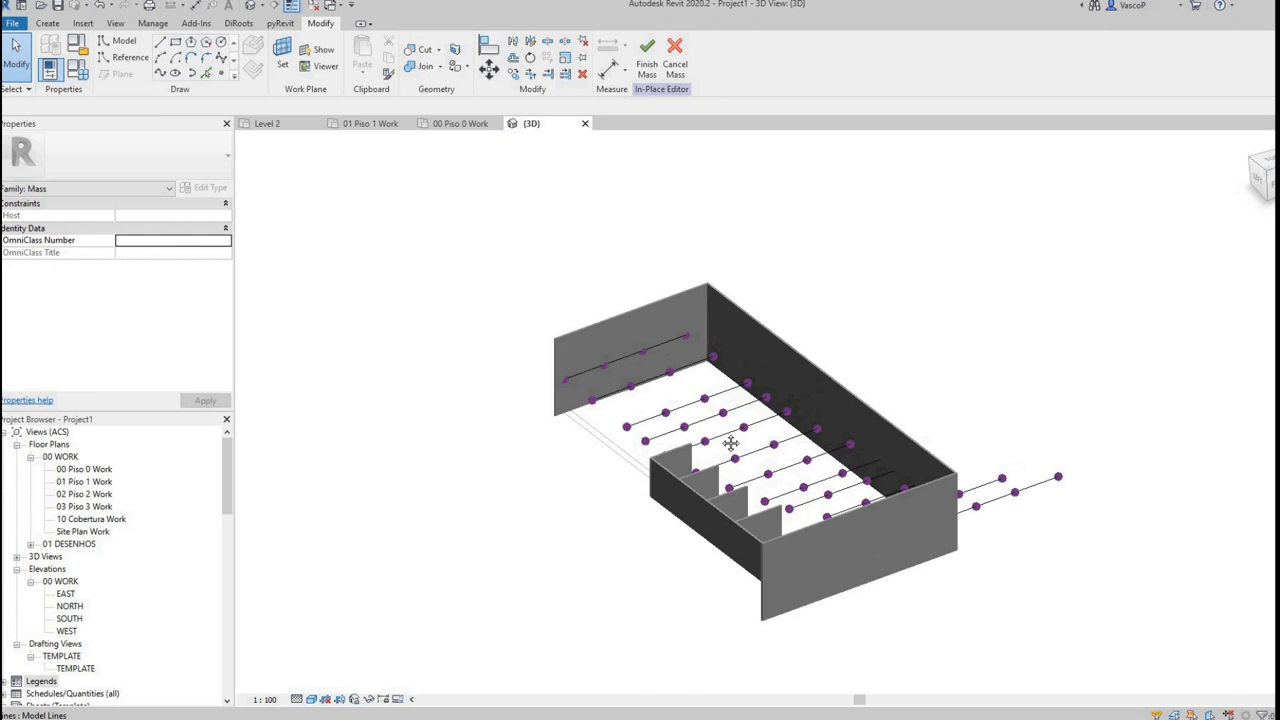 Autodesk Revit 2020.2 - Project1 - 3D View: {3D}
VascoP
File
Create
Insert
View
Manage
Add-Ins
DiRoots
pyRevit
Modify
Modify
Model
Reference
Plane
Set
Show
Viewer
Paste
Cut
Join
Finish
Mass
Cancel
Mass
Select
Properties
Draw
Work Plane
Clipboard
Geometry
Modify
Measure
In-Place Editor
Properties
Level 2
01 Piso 1 Work
00 Piso 0 Work
{3D}
R
Family: Mass
Edit Type
Constraints
Host
Identity Data
OmniClass Number
OmniClass Title
Properties help
Apply
Project Browser - Project1
Views (ACS)
Floor Plans
00 WORK
00 Piso 0 Work
01 Piso 1 Work
02 Piso 2 Work
03 Piso 3 Work
10 Cobertura Work
Site Plan Work
01 DESENHOS
3D Views
Elevations
00 WORK
EAST
NORTH
SOUTH
WEST
Drafting Views
TEMPLATE
TEMPLATE
Legends
Schedules/Quantities (all)
1 : 100
Lines : Model Lines